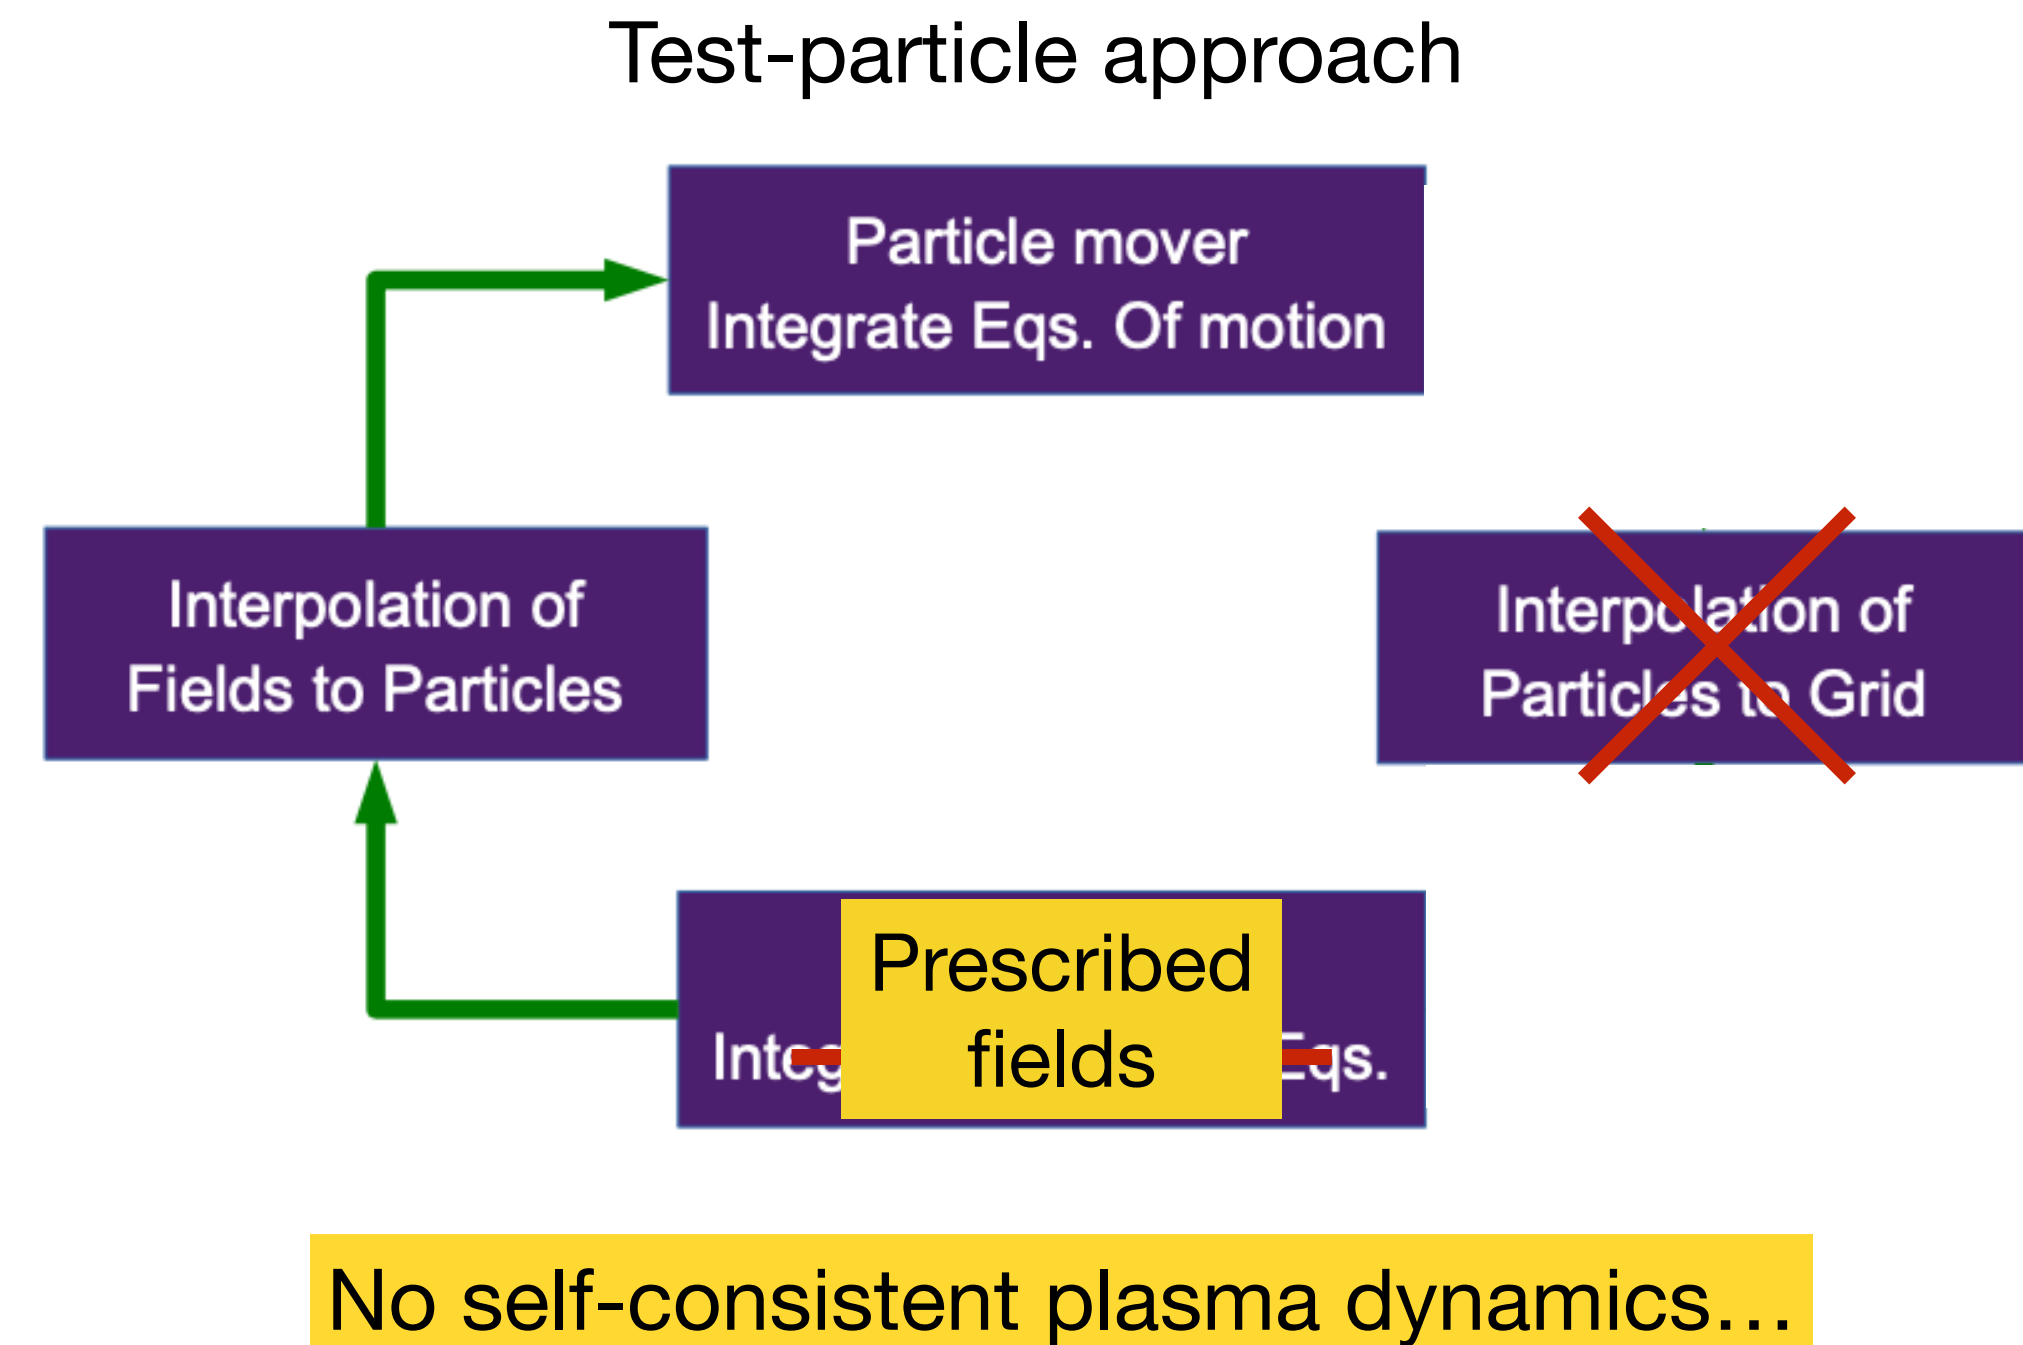 Test-particle approach
Particle mover
Integrate Eqs. Of motion
Interpolation of
Fields to Particles
Interpolation of
Particles to Grid
Prescribed
fields
Eqs.
No self-consistent plasma dynamics...